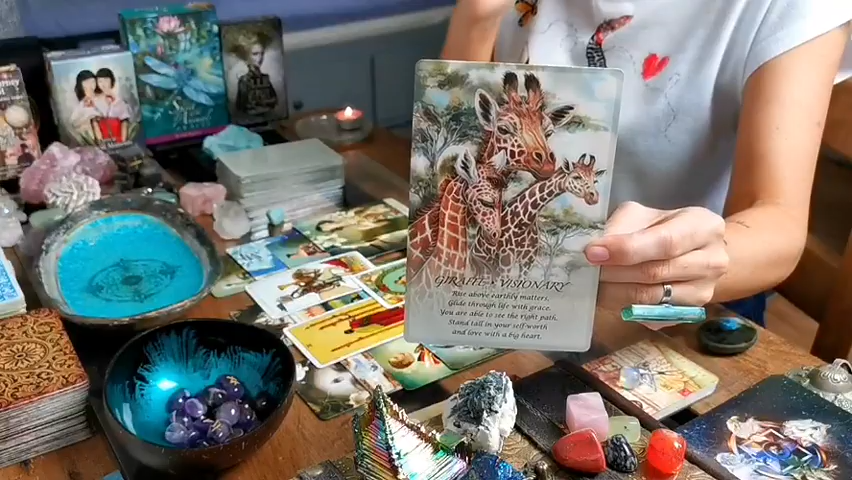 GIRAFFE - VISIONARY
Rise above earthly matters,
Glide through life with grace.
You are able to see the right path,
Stand tall in your self-worth
and love with a big heart.